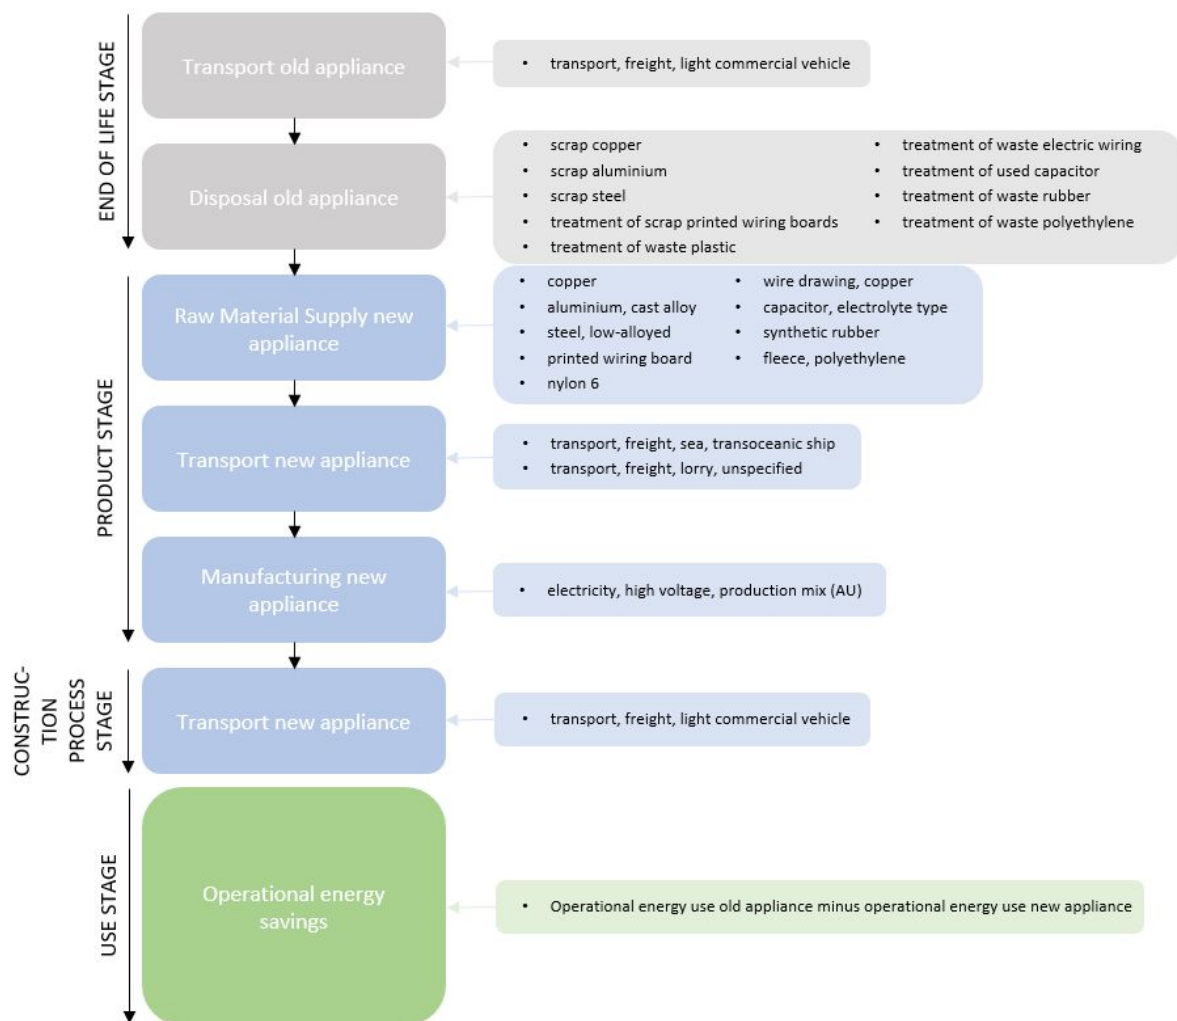 END OF LIFE STAGE
Transport old appliance
• transport, freight, light commercial vehicle
Disposal old appliance
• scrap copper
• scrap aluminium
• scrap steel
• treatment of scrap printed wiring boards
• treatment of waste plastic
• treatment of waste electric wiring
• treatment of used capacitor
• treatment of waste rubber
• treatment of waste polyethylene
PRODUCT STAGE
Raw Material Supply new
appliance
• copper
• aluminium, cast alloy
• steel, low-alloyed
• printed wiring board
• nylon 6
• wire drawing, copper
• capacitor, electrolyte type
• synthetic rubber
• fleece, polyethylene
Transport new appliance
• transport, freight, sea, transoceanic ship
• transport, freight, lorry, unspecified
Manufacturing new
appliance
• electricity, high voltage, production mix (AU)
CONSTRUC-
TION
PROCESS
STAGE
Transport new appliance
• transport, freight, light commercial vehicle
USE STAGE
Operational energy
savings
• Operational energy use old appliance minus operational energy use new appliance